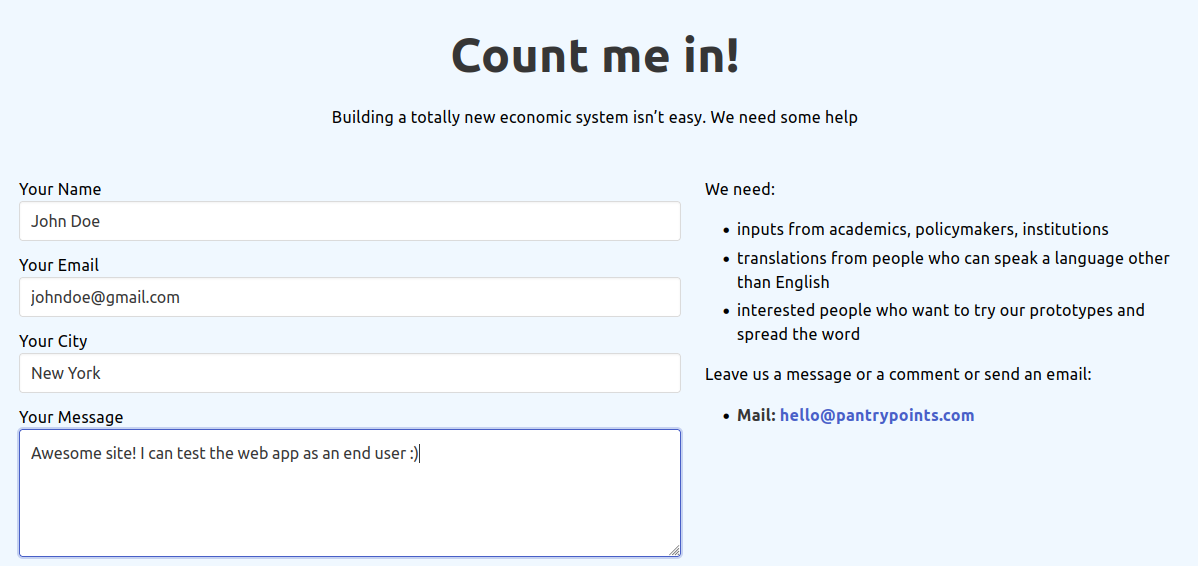 Count me in!
Building a totally new economic system isn’t easy. We need some help
Your Name
John Doe
Your Email
johndoe@gmail.com
Your City
New York
Your Message
Awesome site! I can test the web app as an end user :)
We need:
• inputs from academics, policymakers, institutions
• translations from people who can speak a language other
than English
• interested people who want to try our prototypes and
spread the word
Leave us a message or a comment or send an email:
• Mail: hello@pantrypoints.com